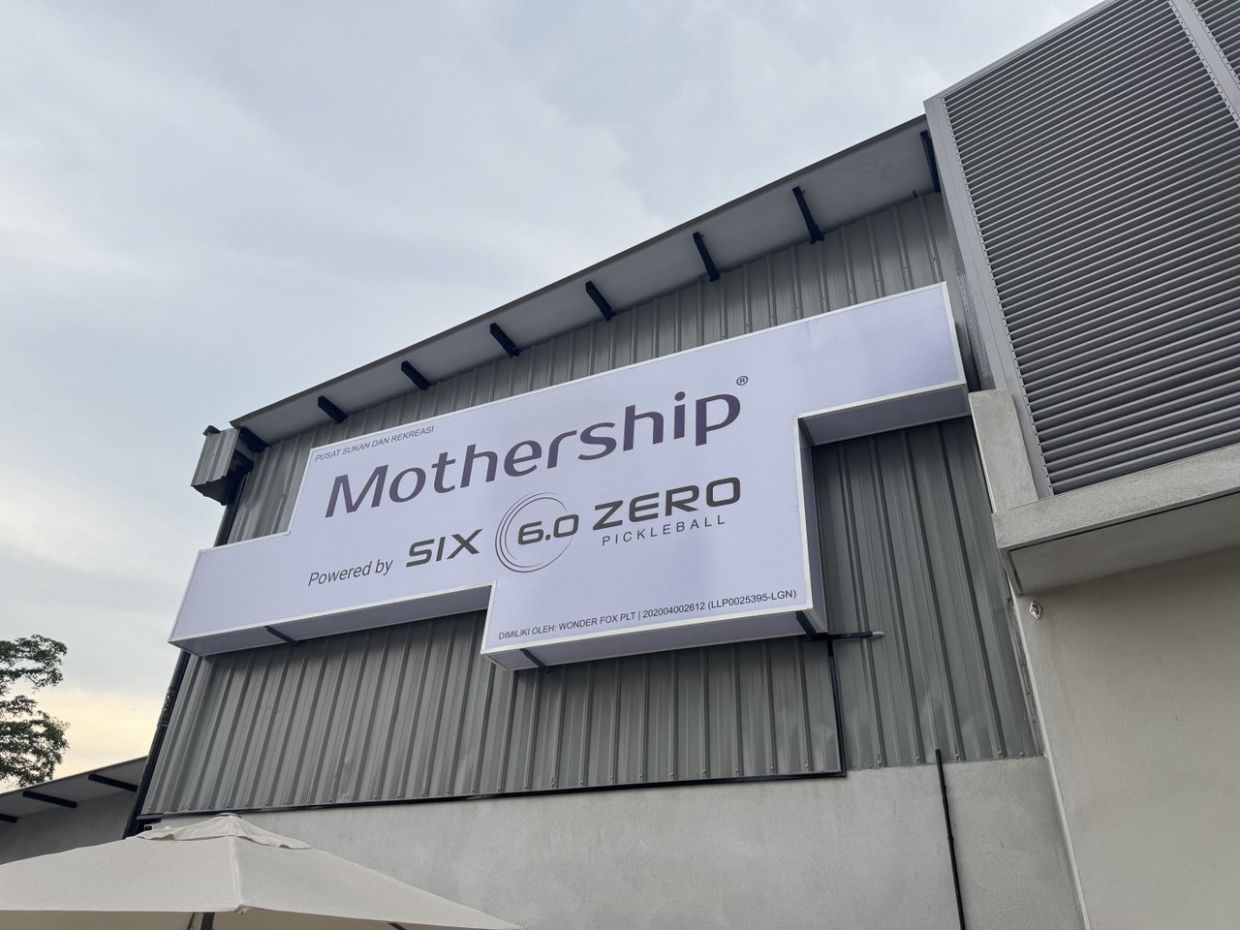 PUSAT SUKAN DAN REKREASI
Mothership®
Powered by SIX 6.0 ZERO
PICKLEBALL
DIMILIKI OLEH: WONDER FOX PLT | 202004002612 (LLP0025395-LGN)